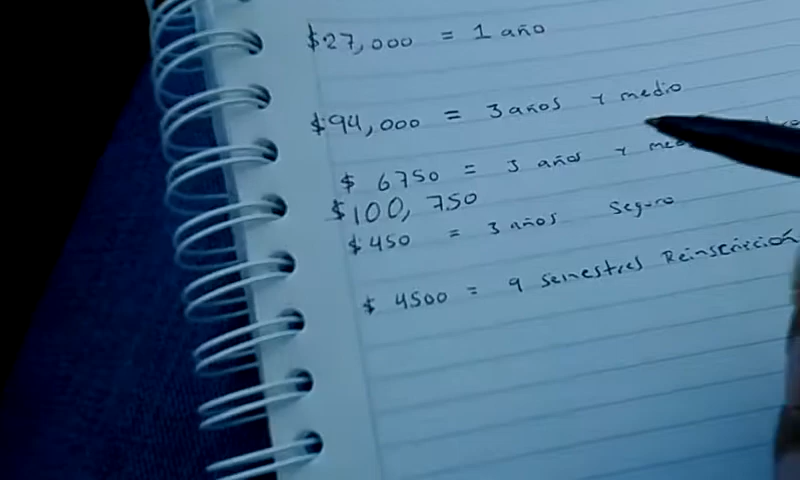 $27,000 = 1 año
$94,000 = 3 años y medio
$ 6750 = 3 años y
$100,750
$450 = 3 años Seguro
$ 4500 = 9 semestres Reinscripción